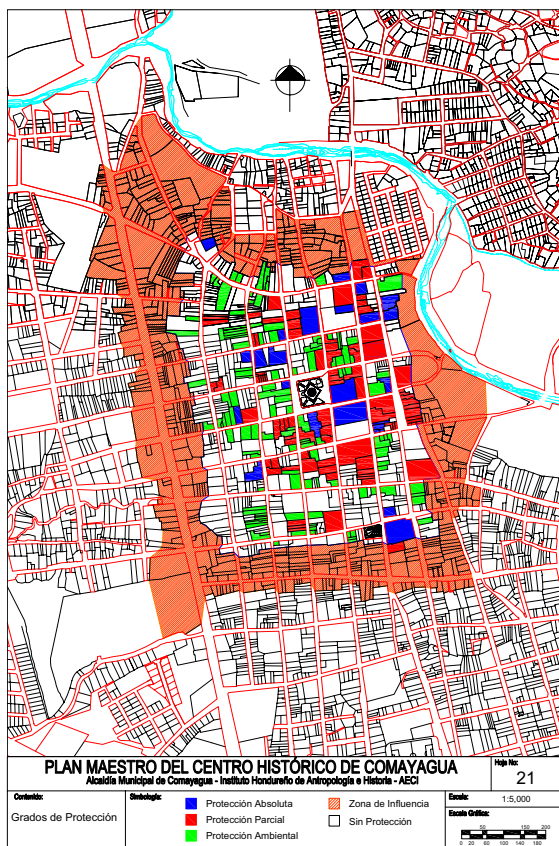 PLAN MAESTRO DEL CENTRO HISTÓRICO DE COMAYAGUA
Alcaldía Municipal de Comayagua - Instituto Hondureño de Antropología e Historia - AECI
Hoja No:
21
Contenido:
Grados de Protección
Simbología:
Protección Absoluta
Protección Parcial
Protección Ambiental
Zona de Influencia
Sin Protección
Escala:
1:5,000
Escala Gráfica:
50 150 200
0 20 60 100 140 180